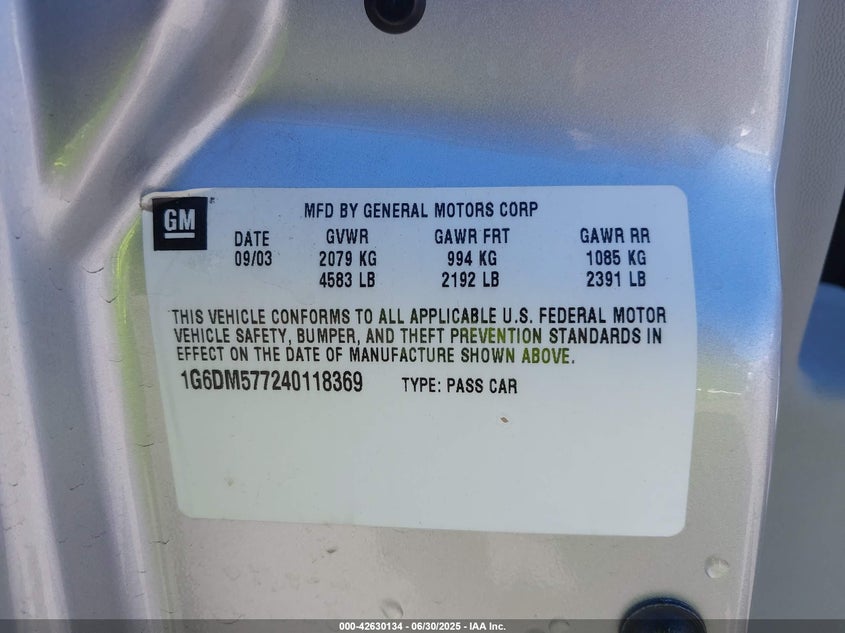 GM
MFD BY GENERAL MOTORS CORP
DATE GVWR GAWR FRT GAWR RR
09/03 2079 KG 994 KG 1085 KG
4583 LB 2192 LB 2391 LB
THIS VEHICLE CONFORMS TO ALL APPLICABLE U.S. FEDERAL MOTOR
VEHICLE SAFETY, BUMPER, AND THEFT PREVENTION STANDARDS IN
EFFECT ON THE DATE OF MANUFACTURE SHOWN ABOVE.
1G6DM577240118369 TYPE: PASS CAR
000-42630134 - 06/30/2025 - IAA Inc.